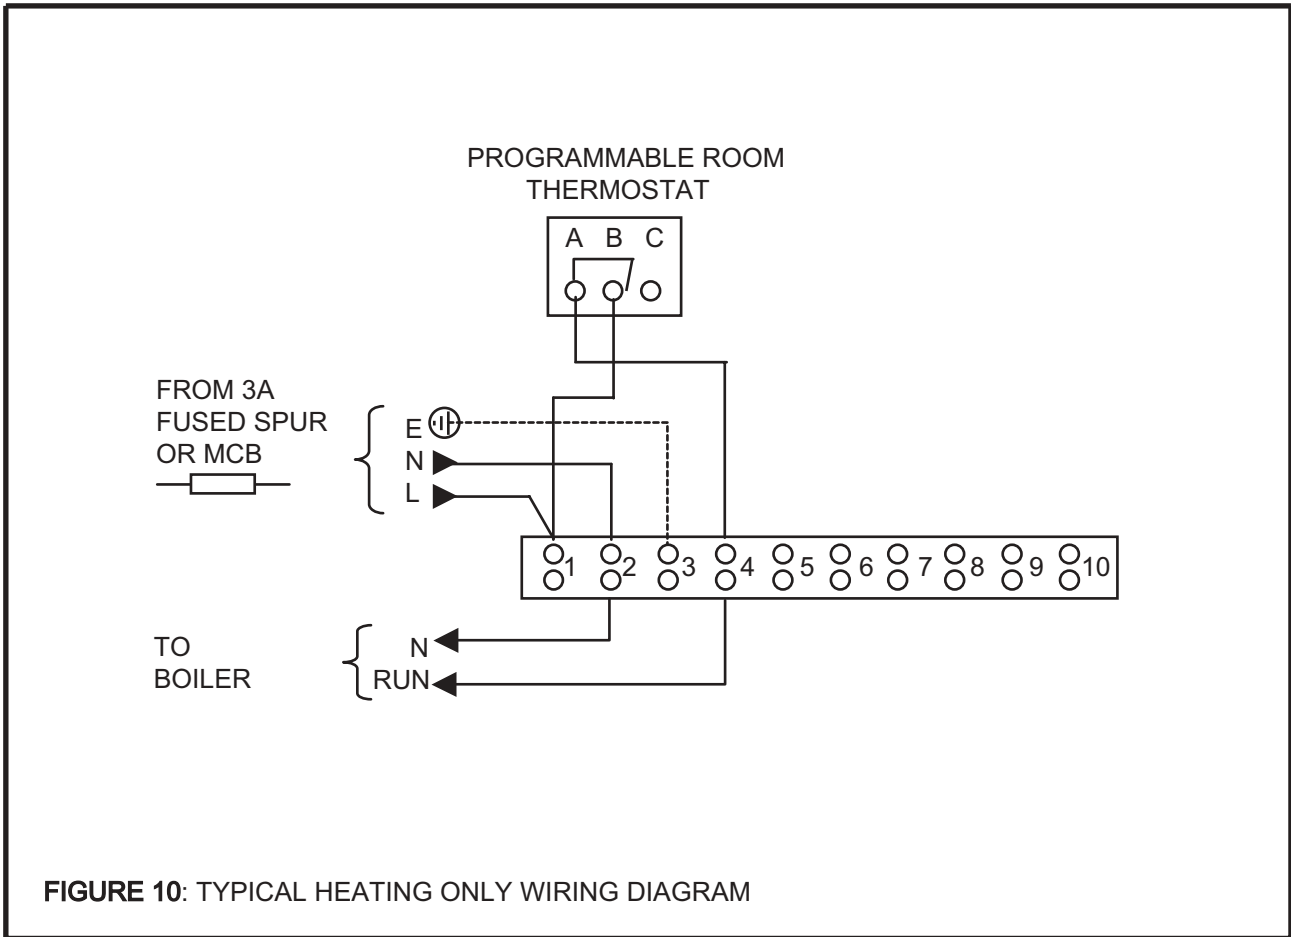 PROGRAMMABLE ROOM
THERMOSTAT
A B C
FROM 3A
FUSED SPUR
OR MCB
E
N
L
1 2 3 4 5 6 7 8 9 10
TO
BOILER
N
RUN
FIGURE 10: TYPICAL HEATING ONLY WIRING DIAGRAM